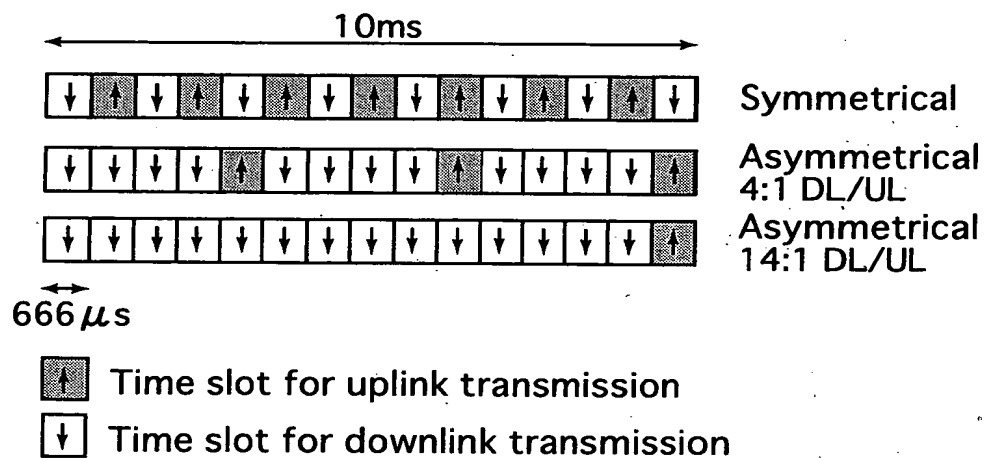 10ms
Symmetrical
Asymmetrical
4:1 DL/UL
Asymmetrical
14:1 DL/UL
666μs
Time slot for uplink transmission
Time slot for downlink transmission